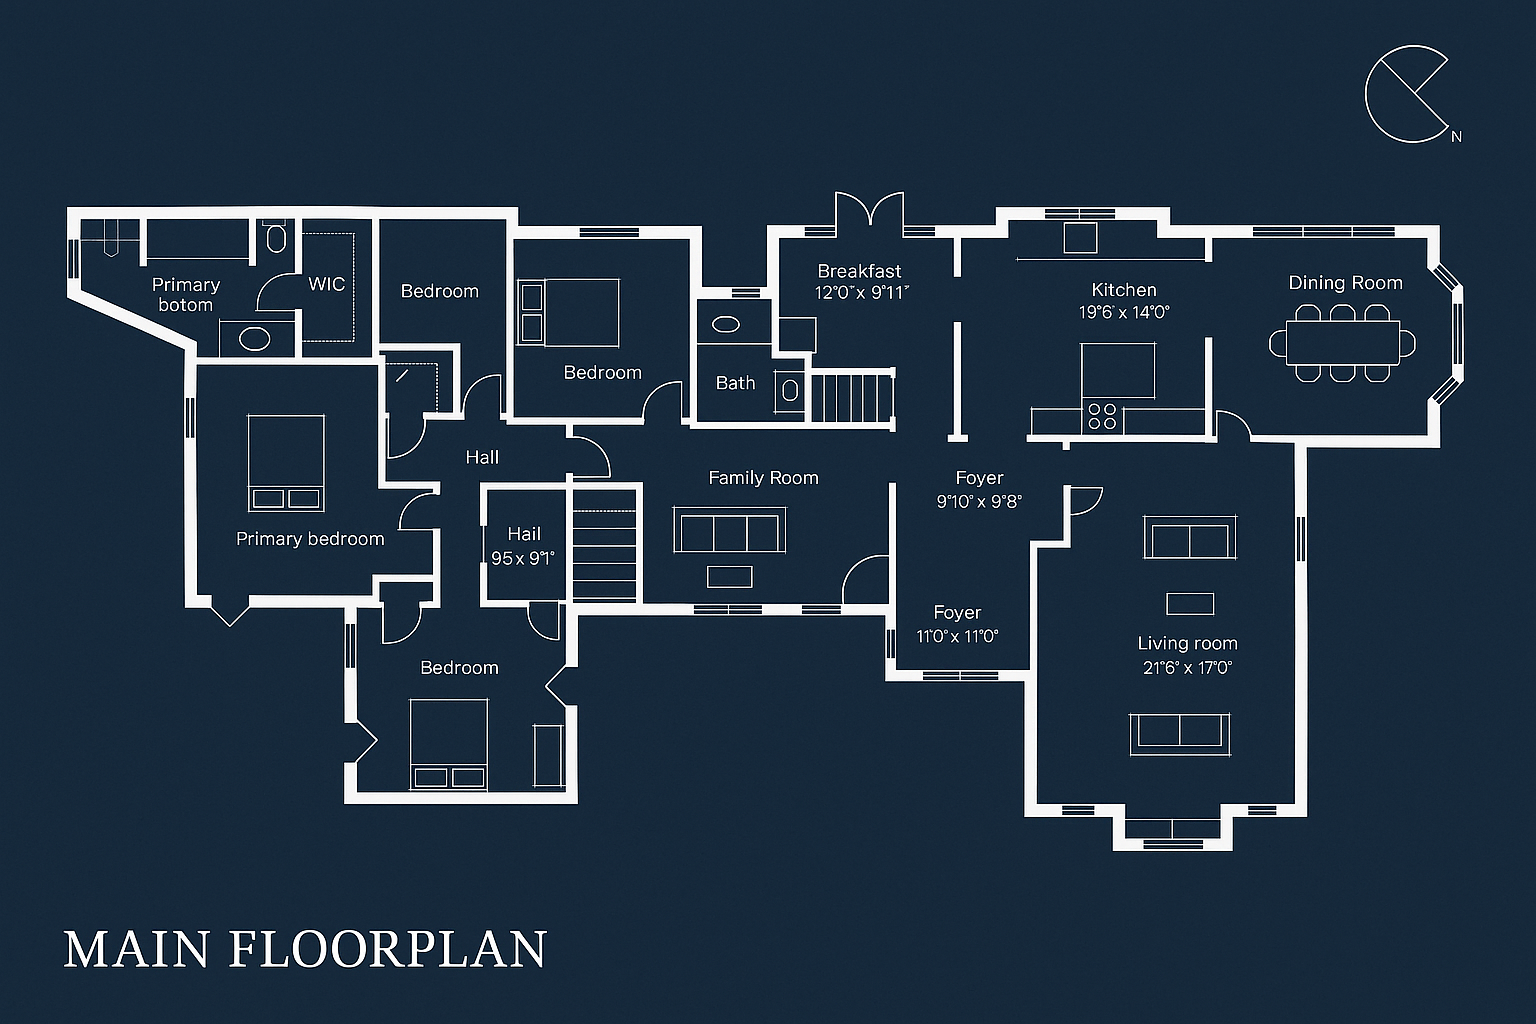 N
Primary
botom
WIC
Bedroom
Bedroom
Bath
Breakfast
12'0" x 9'11"
Kitchen
19'6" x 14'0"
Dining Room
Hall
Hail
95 x 9'1"
Family Room
Foyer
9'10" x 9'8"
Primary bedroom
Foyer
11'0" x 11'0"
Bedroom
Living room
21'6" x 17'0"
MAIN FLOORPLAN